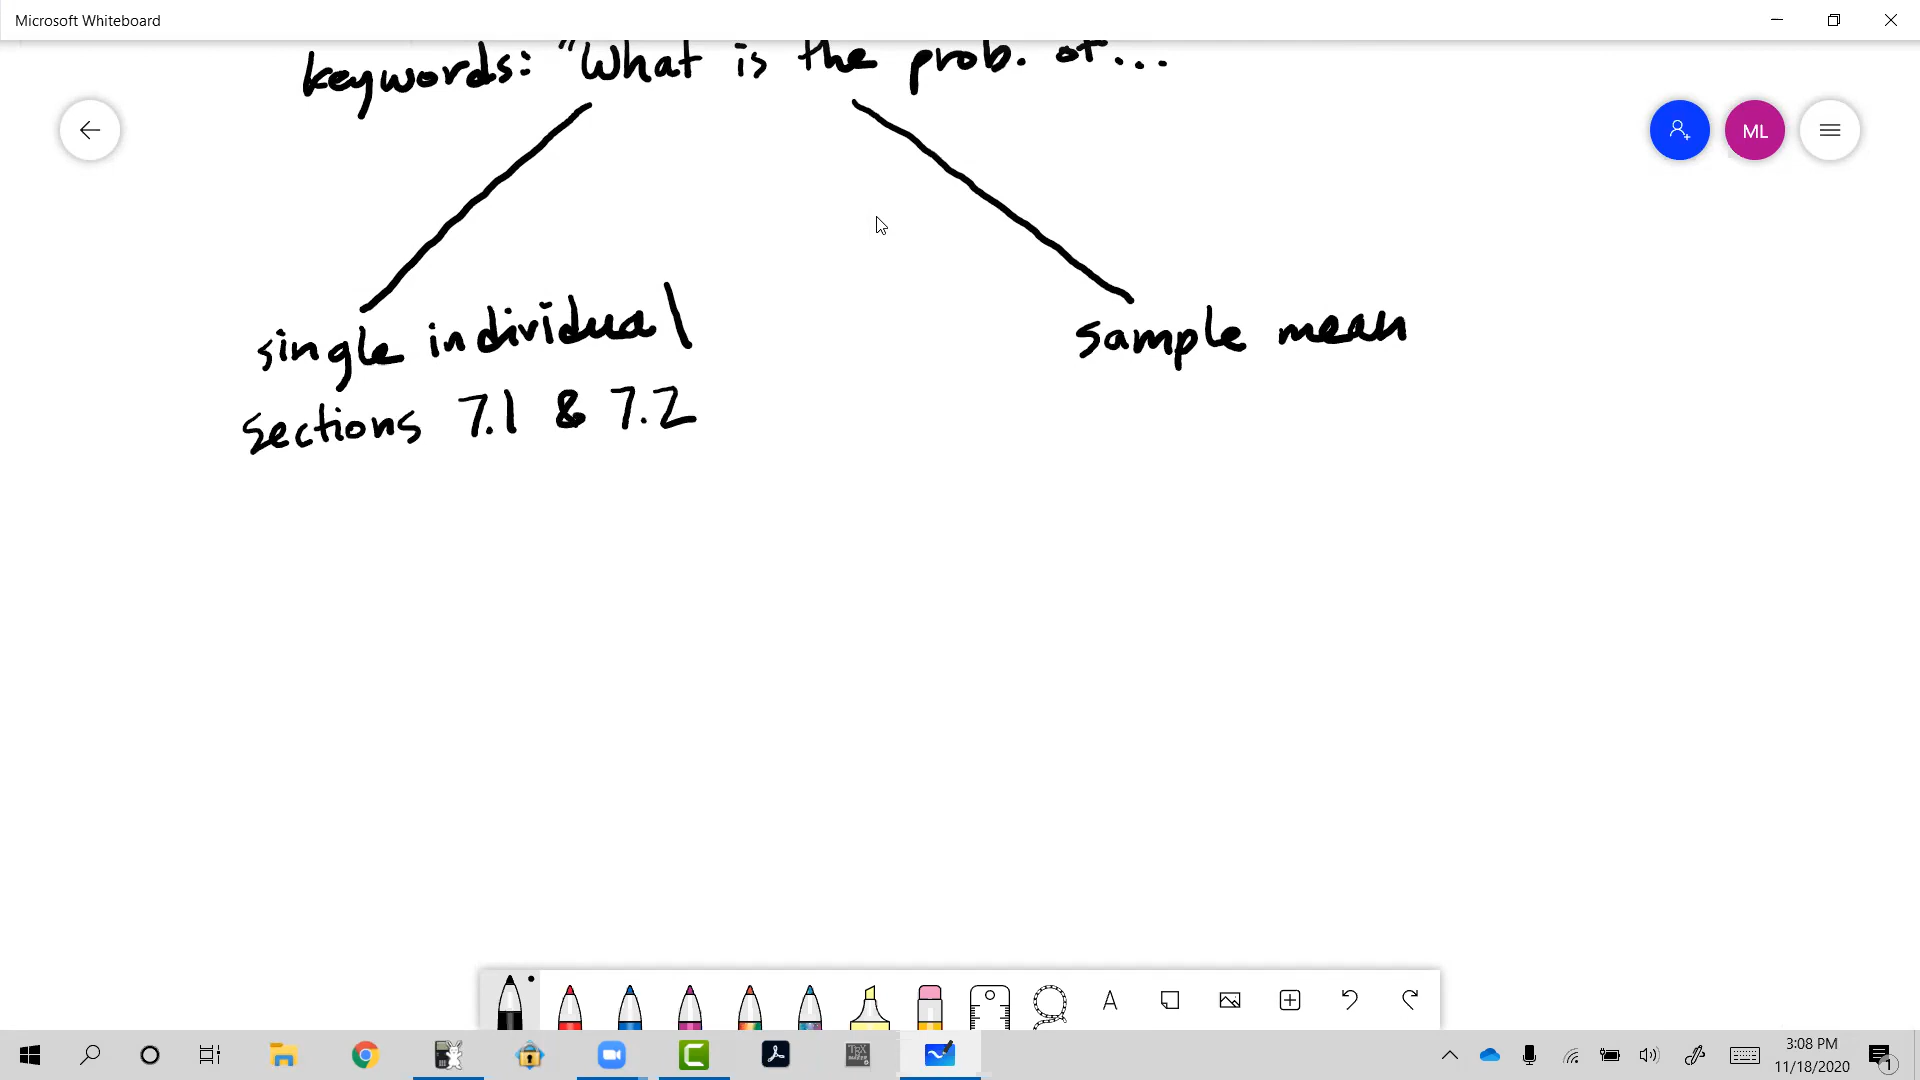 Microsoft Whiteboard
keywords: "What is the prob. of...
ML
single individual
sample mean
sections 7.1 & 7.2
3:08 PM
11/18/2020
1